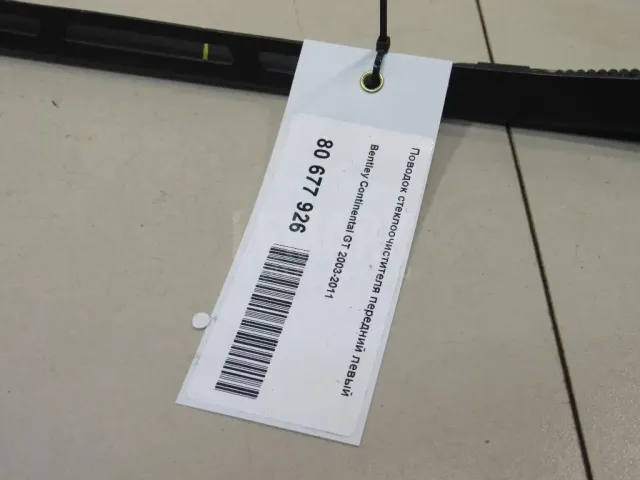 Поводок стеклоочистителя передний левый
Bentley Continental GT 2003-2011
80 677 926